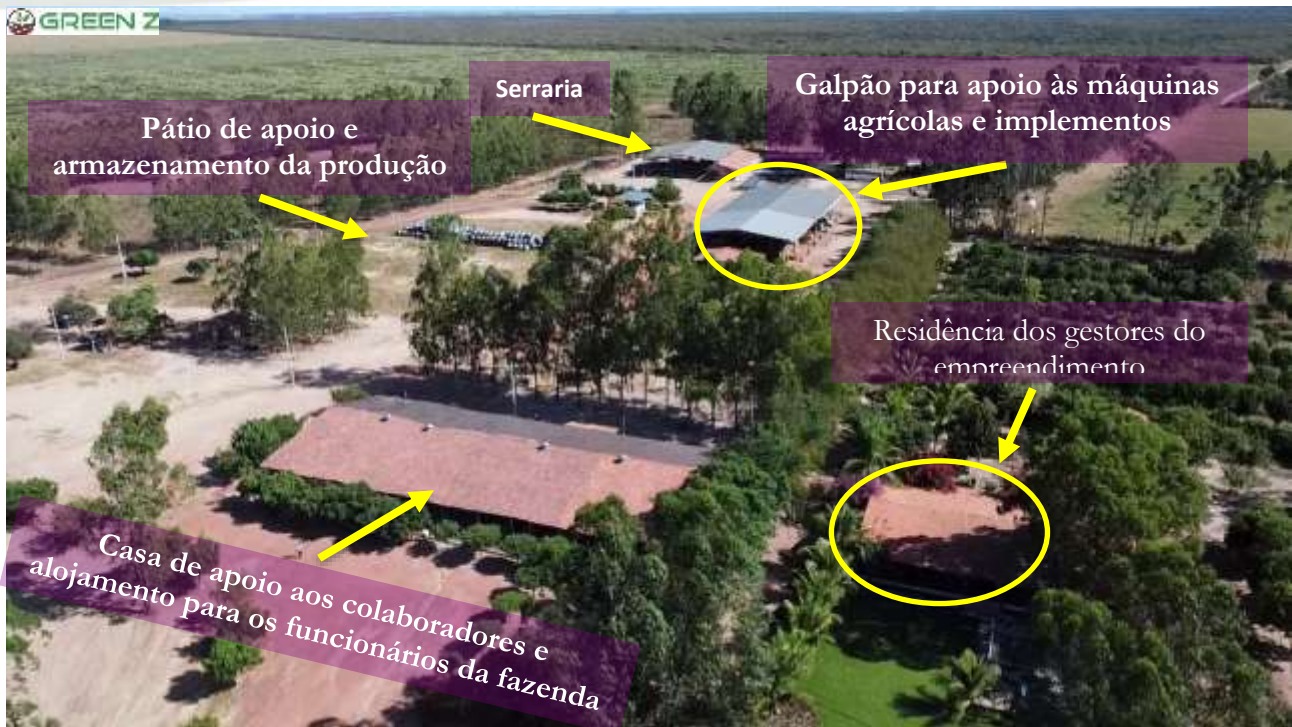 GREEN Z
Serraria
Galpão para apoio às máquinas
agrícolas e implementos
Pátio de apoio e
armazenamento da produção
Residência dos gestores do
empreendimento
Casa de apoio aos colaboradores e
alojamento para os funcionários da fazenda